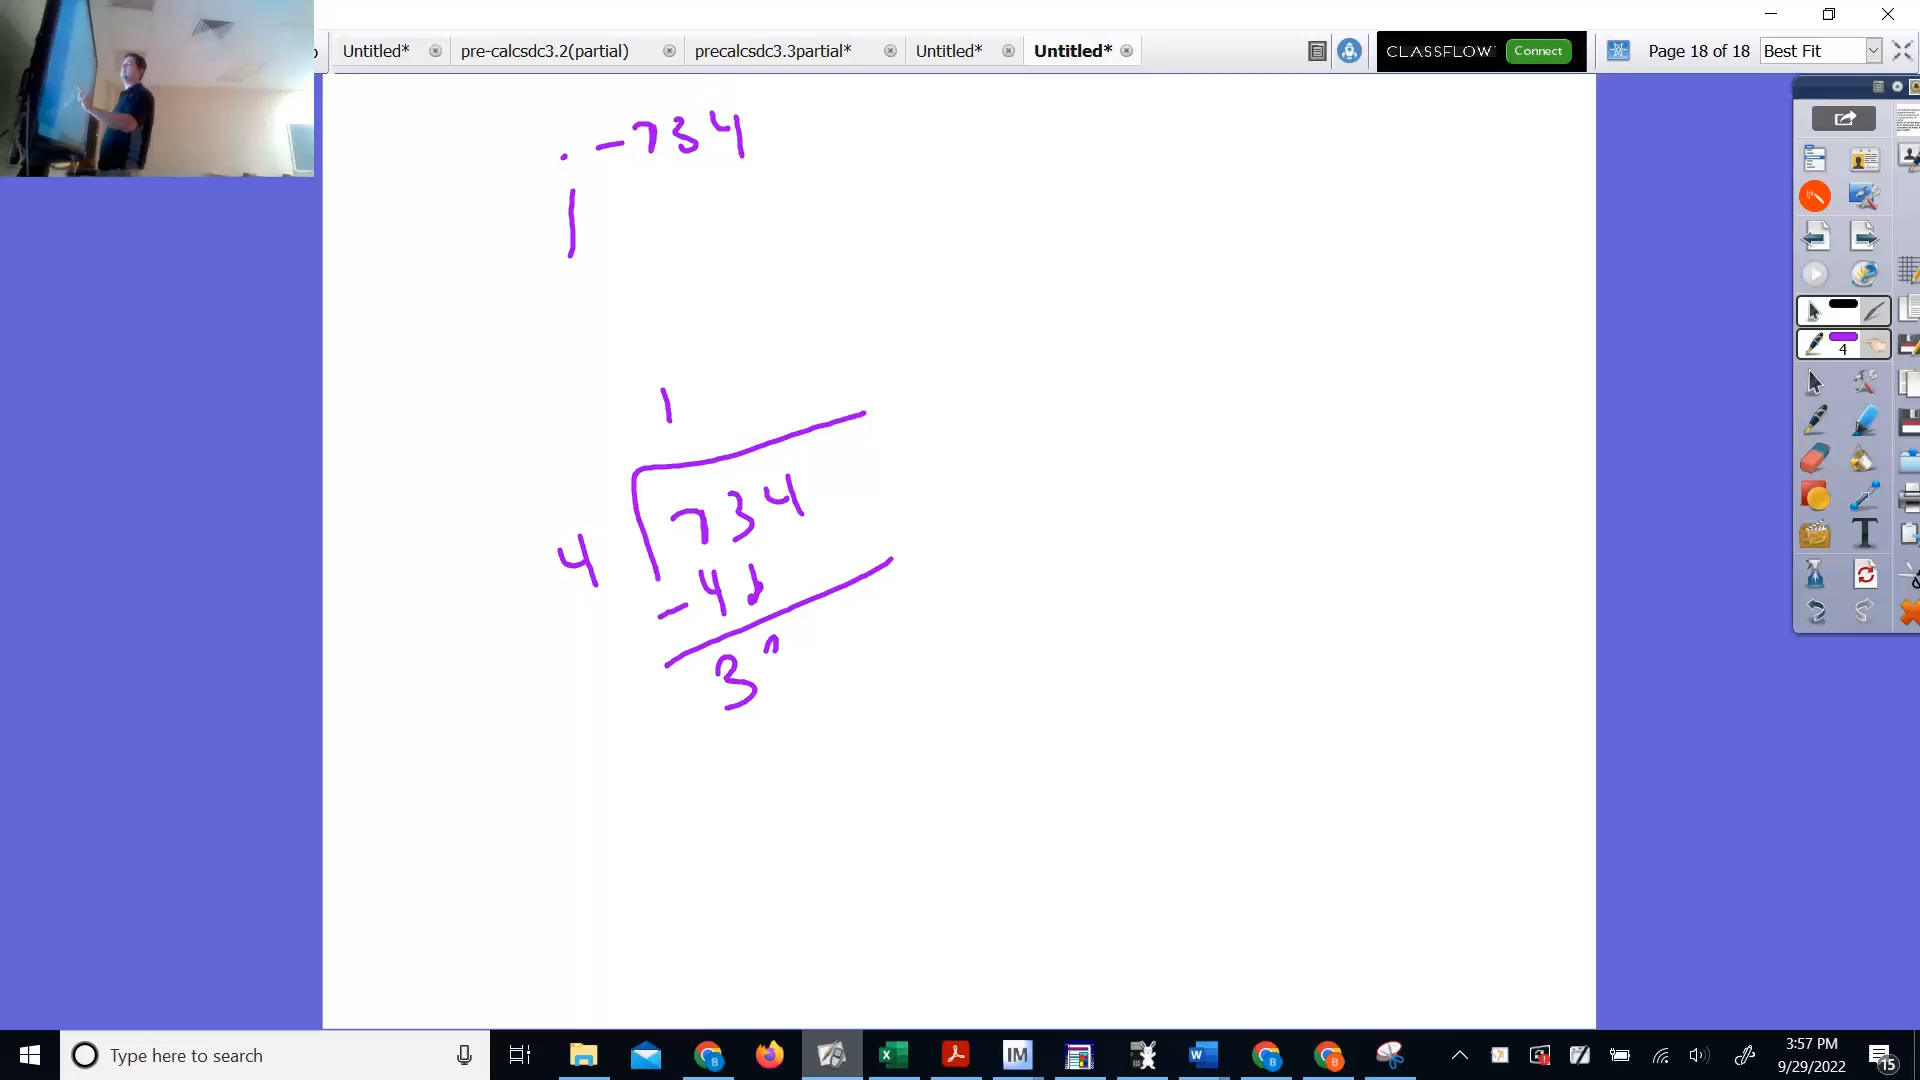 Untitled* pre-calcsdc3.2(partial) precalcsdc3.3partial* Untitled* Untitled* CLASSFLOW Connect Page 18 of 18 Best Fit
i -734
4
T
1
734
4
-4
3
Type here to search IM 3:57 PM
9/29/2022 15